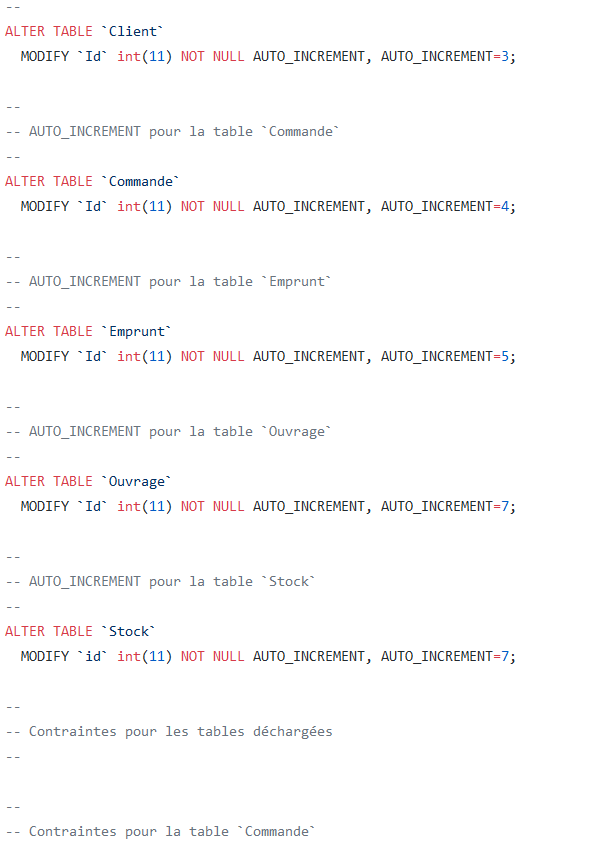 --
ALTER TABLE `Client`
  MODIFY `Id` int(11) NOT NULL AUTO_INCREMENT, AUTO_INCREMENT=3;
--
-- AUTO_INCREMENT pour la table `Commande`
--
ALTER TABLE `Commande`
  MODIFY `Id` int(11) NOT NULL AUTO_INCREMENT, AUTO_INCREMENT=4;
--
-- AUTO_INCREMENT pour la table `Emprunt`
--
ALTER TABLE `Emprunt`
  MODIFY `Id` int(11) NOT NULL AUTO_INCREMENT, AUTO_INCREMENT=5;
--
-- AUTO_INCREMENT pour la table `Ouvrage`
--
ALTER TABLE `Ouvrage`
  MODIFY `Id` int(11) NOT NULL AUTO_INCREMENT, AUTO_INCREMENT=7;
--
-- AUTO_INCREMENT pour la table `Stock`
--
ALTER TABLE `Stock`
  MODIFY `id` int(11) NOT NULL AUTO_INCREMENT, AUTO_INCREMENT=7;
--
-- Contraintes pour les tables déchargées
--
--
-- Contraintes pour la table `Commande`